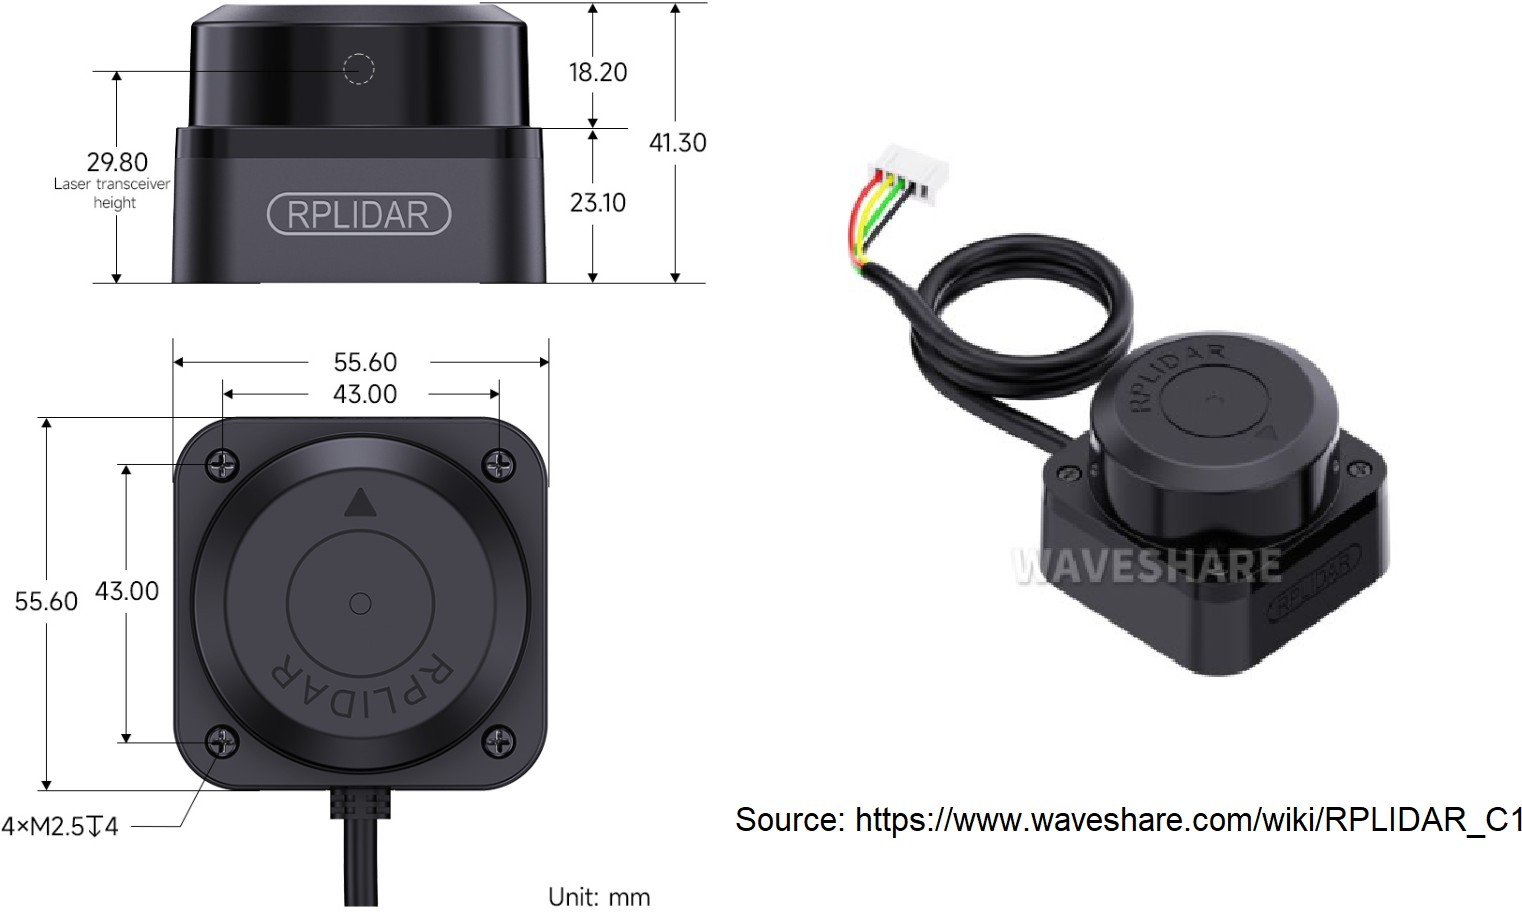 18.20
29.80
Laser transceiver
height
41.30
23.10
RPLIDAR
55.60
43.00
55.60
43.00
RPLIDAR
4×M2.5↧4
Unit: mm
RPLIDAR
WAVESHARE
RPLIDAR
Source: https://www.waveshare.com/wiki/RPLIDAR_C1